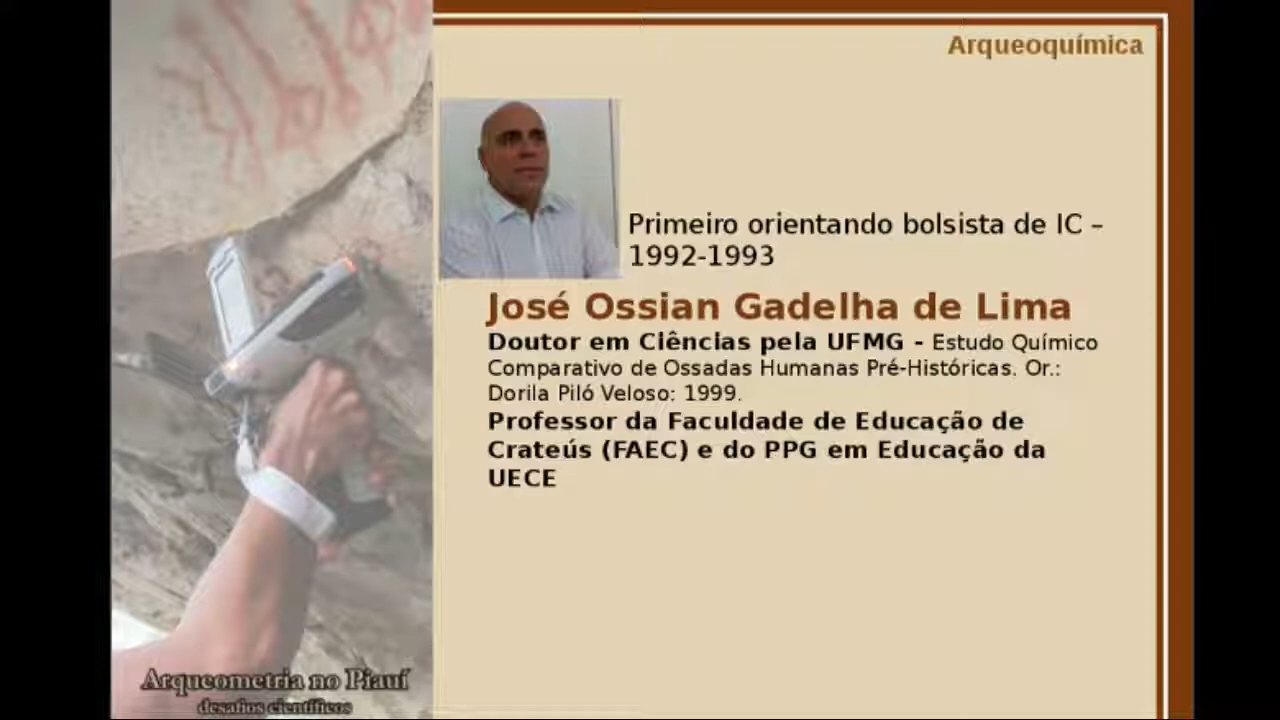 Arqueoquímica
Primeiro orientando bolsista de IC –
1992-1993
José Ossian Gadelha de Lima
Doutor em Ciências pela UFMG - Estudo Químico
Comparativo de Ossadas Humanas Pré-Históricas. Or.:
Dorila Piló Veloso: 1999.
Professor da Faculdade de Educação de
Crateús (FAEC) e do PPG em Educação da
UECE
Arqueometria no Piauí
desafios científicos